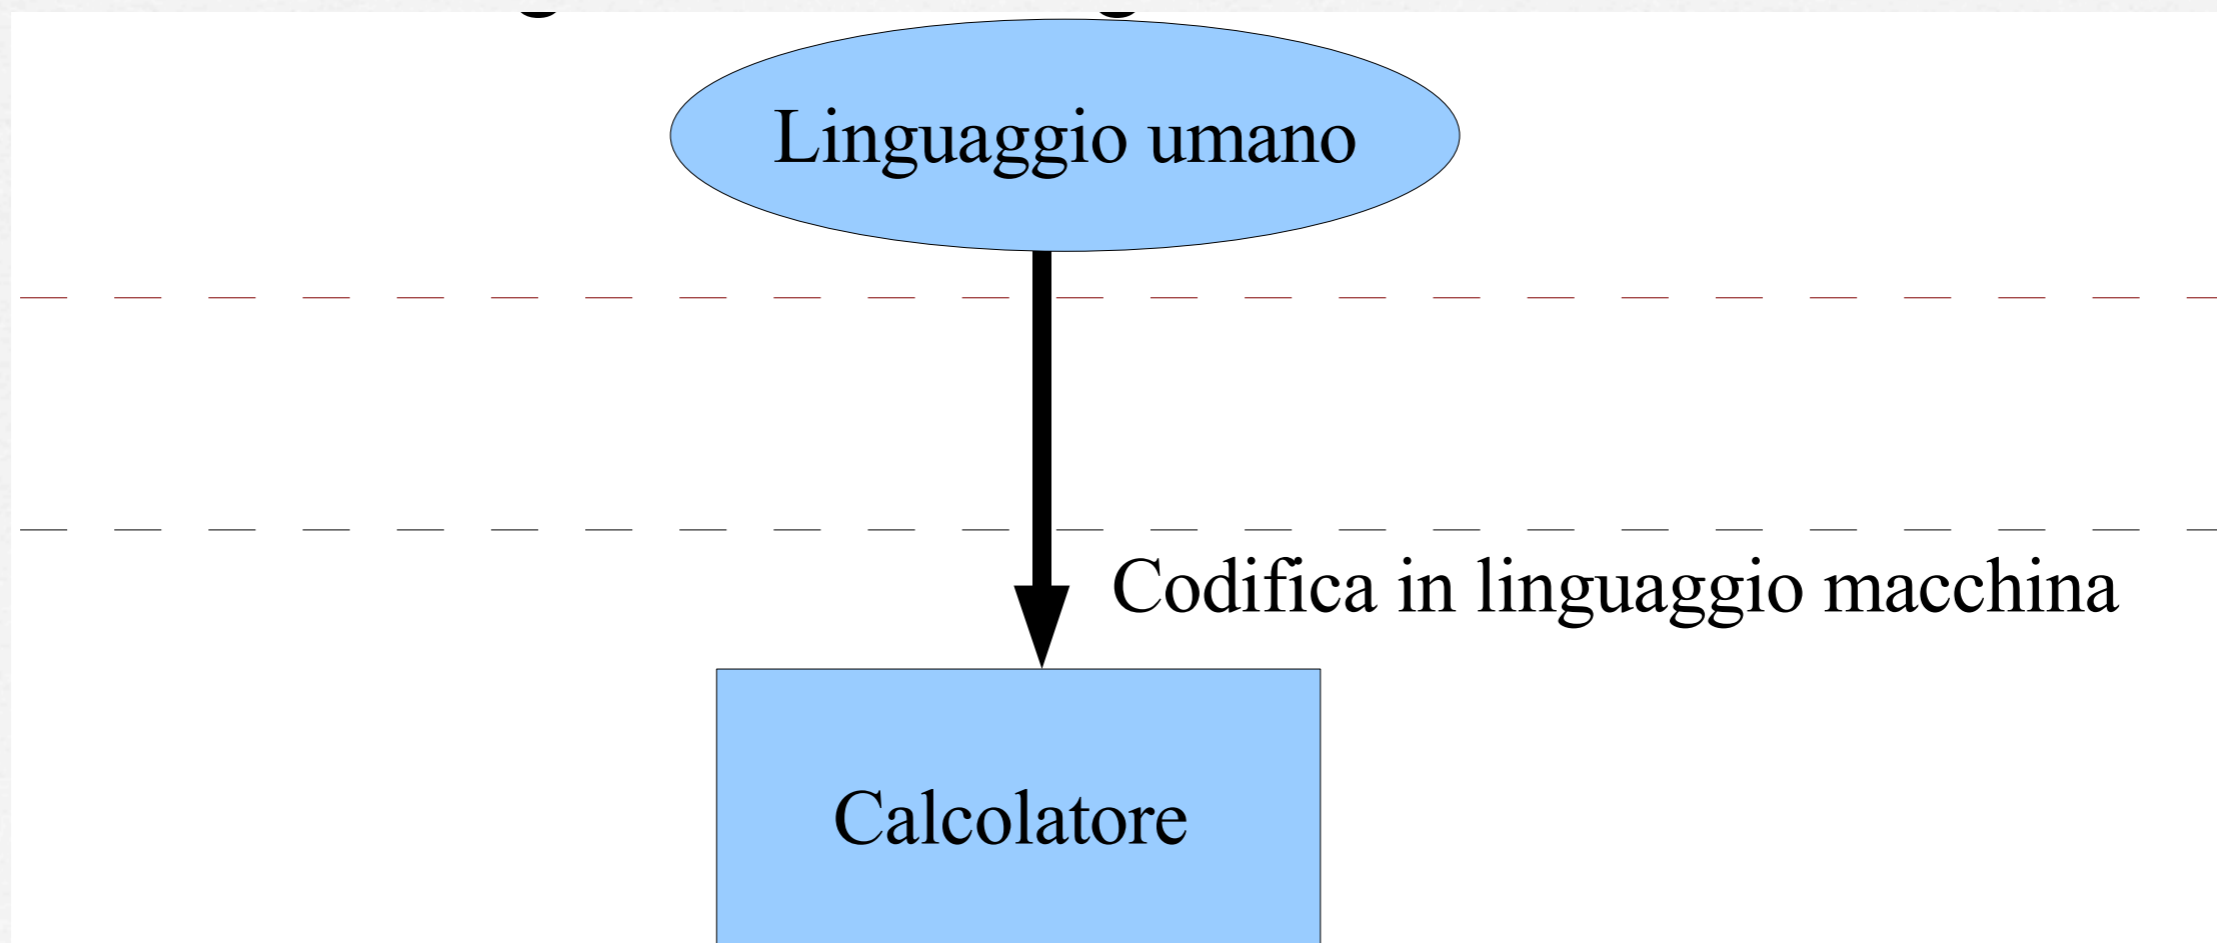 Linguaggio umano
Codifica in linguaggio macchina
Calcolatore